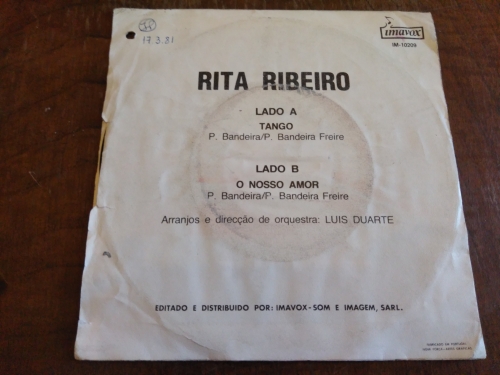 17.3.81
imavox
IM-10209
RITA RIBEIRO
LADO A
TANGO
P. Bandeira/P. Bandeira Freire
LADO B
O NOSSO AMOR
P. Bandeira/P. Bandeira Freire
Arranjos e direcção de orquestra: LUIS DUARTE
EDITADO E DISTRIBUIDO POR: IMAVOX-SOM E IMAGEM, SARL.